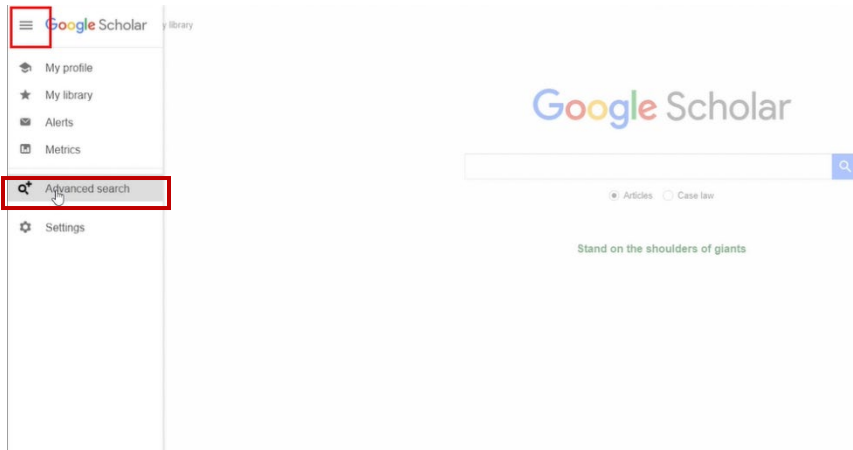 Google Scholar
y library
My profile
My library
Alerts
Metrics
Advanced search
Settings
Google Scholar
Articles Case law
Stand on the shoulders of giants